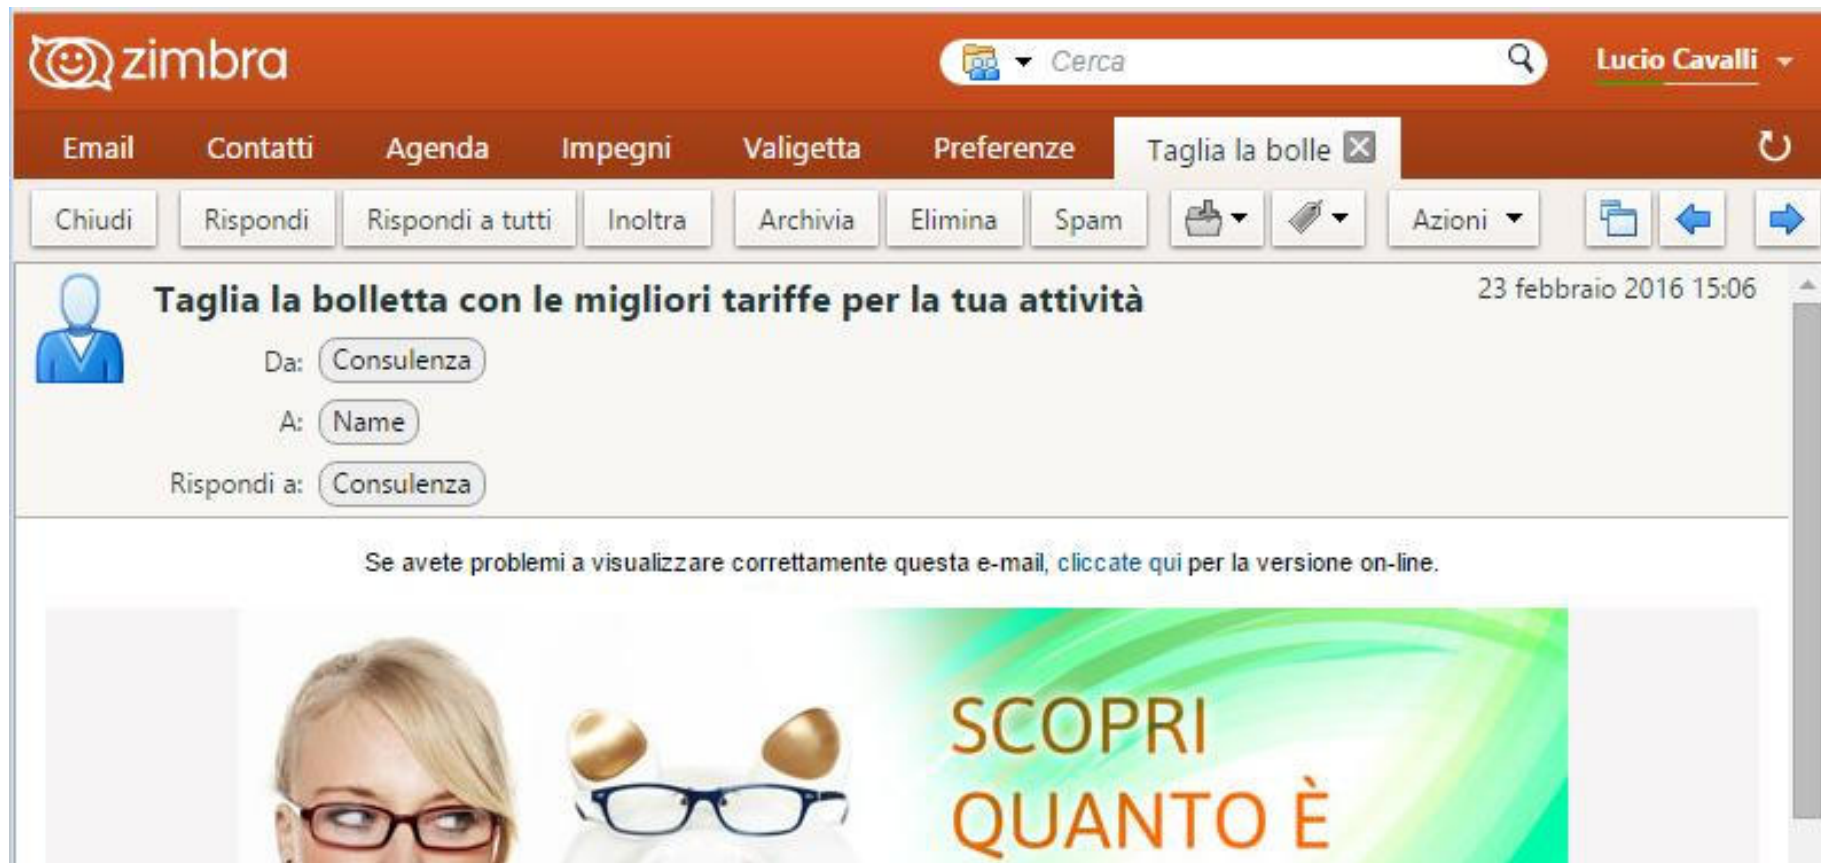 zimbra
Cerca
Lucio Cavalli
Email Contatti Agenda Impegni Valigetta Preferenze Taglia la bolle
Chiudi Rispondi Rispondi a tutti Inoltra Archivia Elimina Spam Azioni
Taglia la bolletta con le migliori tariffe per la tua attività
23 febbraio 2016 15:06
Da: Consulenza
A: Name
Rispondi a: Consulenza
Se avete problemi a visualizzare correttamente questa e-mail, cliccate qui per la versione on-line.
SCOPRI
QUANTO È